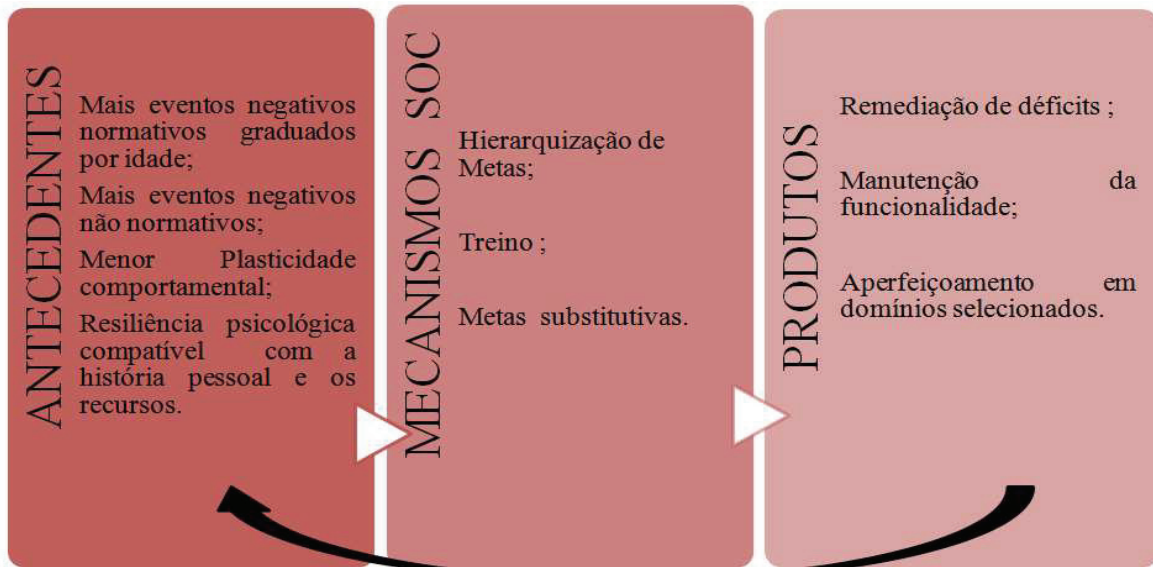 ANTECEDENTES
Mais eventos negativos
normativos graduados
por idade;
Mais eventos negativos
não normativos;
Menor Plasticidade
comportamental;
Resiliência psicológica
compatível com a
história pessoal e os
recursos.
MECANISMOS SOC
Hierarquização de
Metas;
Treino ;
Metas substitutivas.
PRODUTOS
Remediação de déficits ;
Manutenção da
funcionalidade;
Aperfeiçoamento em
domínios selecionados.